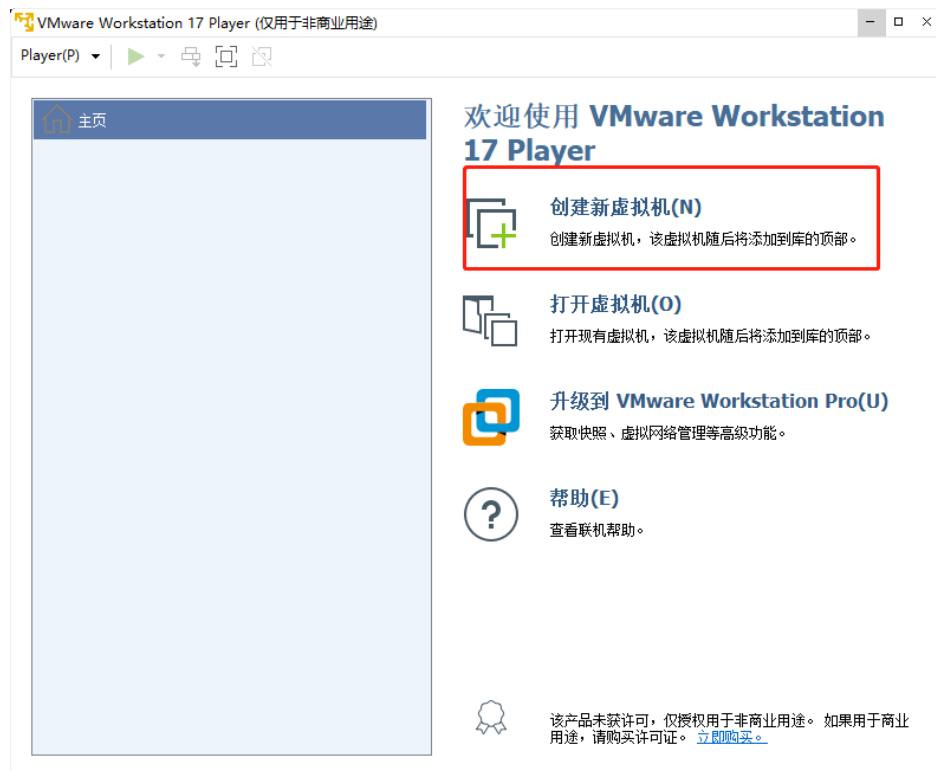 VMware Workstation 17 Player (仅用于非商业用途)
Player(P)
主页
欢迎使用 VMware Workstation
17 Player
创建新虚拟机(N)
创建新虚拟机，该虚拟机随后将添加到库的顶部。
打开虚拟机(O)
打开现有虚拟机，该虚拟机随后将添加到库的顶部。
升级到 VMware Workstation Pro(U)
获取快照、虚拟网络管理等高级功能。
帮助(E)
查看联机帮助。
该产品未获许可，仅授权用于非商业用途。 如果用于商业
用途，请购买许可证。 立即购买。